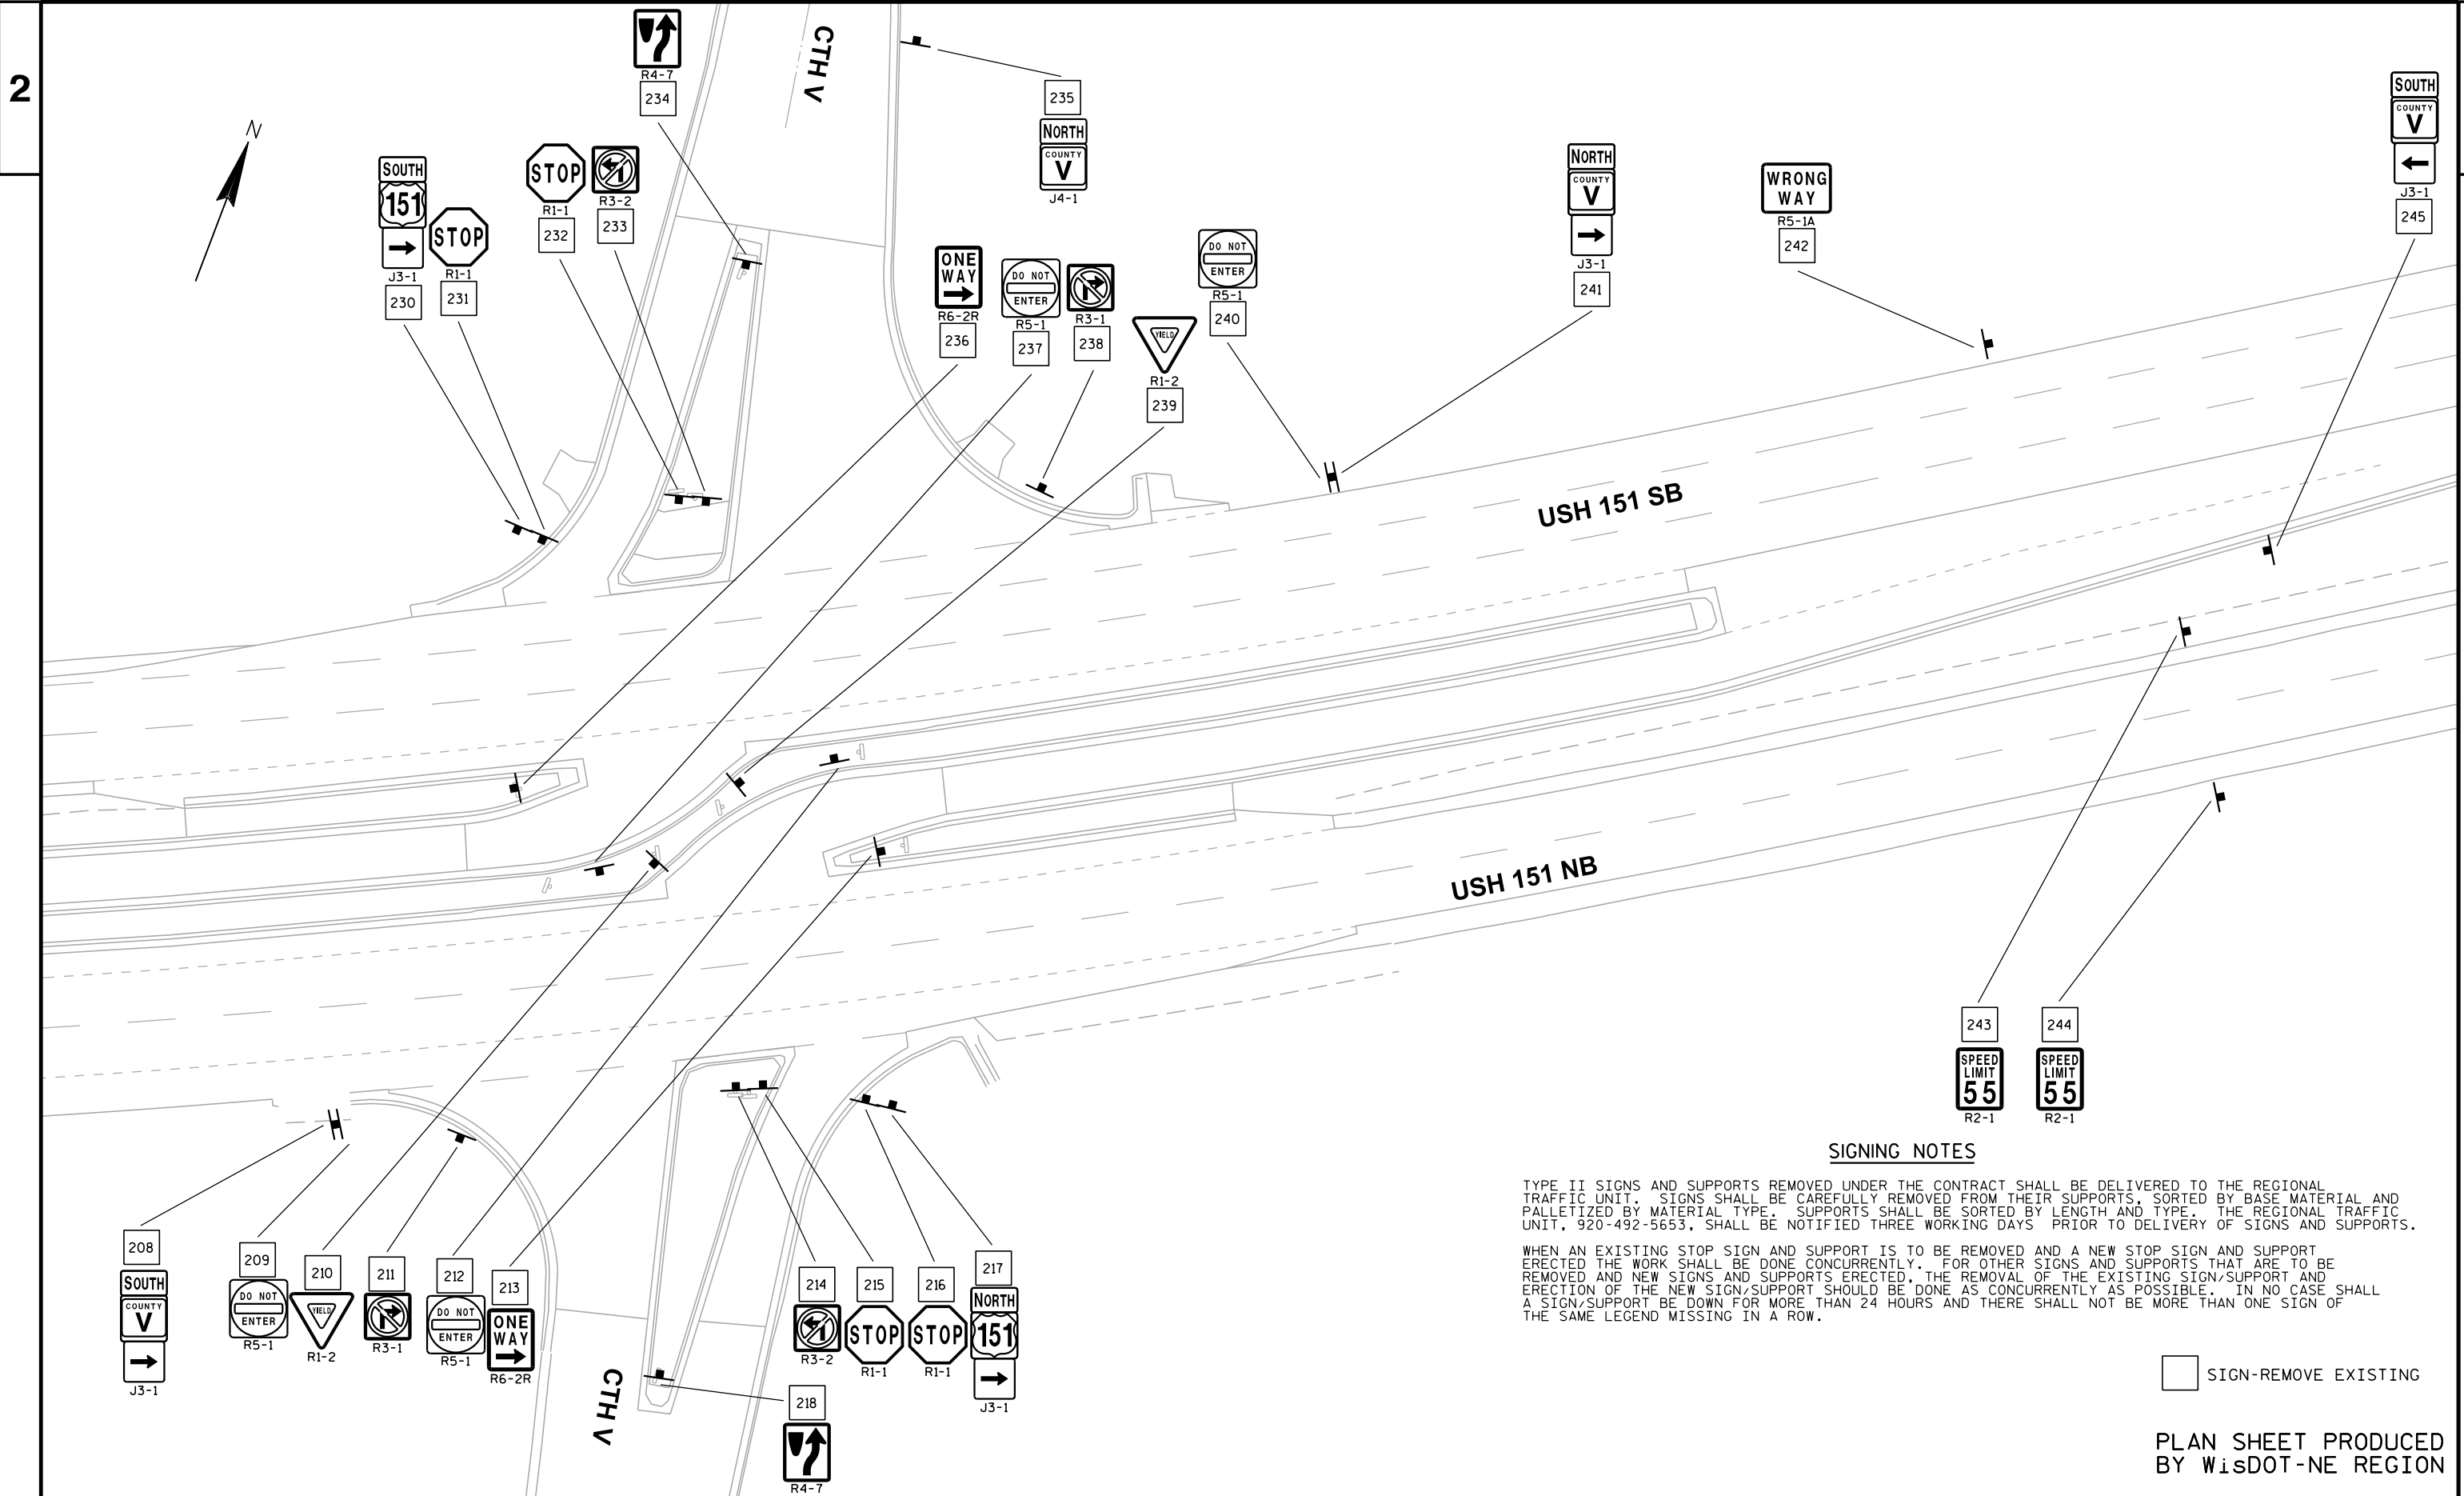 2
N
CTH V
R4-7
234
235
NORTH
COUNTY
V
J4-1
SOUTH
151
J3-1
230
STOP
R1-1
231
STOP
R1-1
232
R3-2
233
ONE
WAY
R6-2R
236
DO NOT
ENTER
R5-1
237
R3-1
238
YIELD
R1-2
239
DO NOT
ENTER
R5-1
240
NORTH
COUNTY
V
J3-1
241
WRONG
WAY
R5-1A
242
SOUTH
COUNTY
V
J3-1
245
USH 151 SB
USH 151 NB
208
SOUTH
COUNTY
V
J3-1
209
DO NOT
ENTER
R5-1
210
YIELD
R1-2
211
R3-1
212
DO NOT
ENTER
R5-1
213
ONE
WAY
R6-2R
CTH V
214
R3-2
215
STOP
R1-1
216
STOP
R1-1
217
NORTH
151
J3-1
218
R4-7
243
SPEED
LIMIT
55
R2-1
244
SPEED
LIMIT
55
R2-1
SIGNING NOTES
TYPE II SIGNS AND SUPPORTS REMOVED UNDER THE CONTRACT SHALL BE DELIVERED TO THE REGIONAL
TRAFFIC UNIT. SIGNS SHALL BE CAREFULLY REMOVED FROM THEIR SUPPORTS, SORTED BY BASE MATERIAL AND
PALLETIZED BY MATERIAL TYPE. SUPPORTS SHALL BE SORTED BY LENGTH AND TYPE. THE REGIONAL TRAFFIC
UNIT, 920-492-5653, SHALL BE NOTIFIED THREE WORKING DAYS PRIOR TO DELIVERY OF SIGNS AND SUPPORTS.
WHEN AN EXISTING STOP SIGN AND SUPPORT IS TO BE REMOVED AND A NEW STOP SIGN AND SUPPORT
ERECTED THE WORK SHALL BE DONE CONCURRENTLY. FOR OTHER SIGNS AND SUPPORTS THAT ARE TO BE
REMOVED AND NEW SIGNS AND SUPPORTS ERECTED, THE REMOVAL OF THE EXISTING SIGN/SUPPORT AND
ERECTION OF THE NEW SIGN/SUPPORT SHOULD BE DONE AS CONCURRENTLY AS POSSIBLE. IN NO CASE SHALL
A SIGN/SUPPORT BE DOWN FOR MORE THAN 24 HOURS AND THERE SHALL NOT BE MORE THAN ONE SIGN OF
THE SAME LEGEND MISSING IN A ROW.
SIGN-REMOVE EXISTING
PLAN SHEET PRODUCED
BY WisDOT-NE REGION